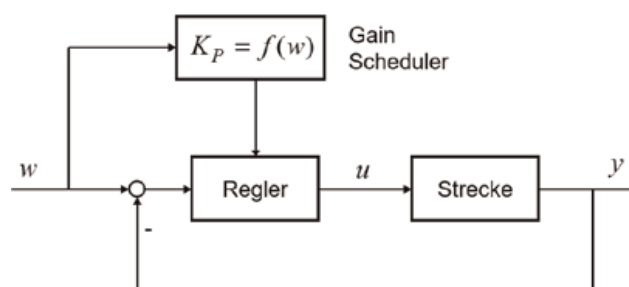 K_P = f(w)
Gain
Scheduler
w
Regler
u
Strecke
y
-